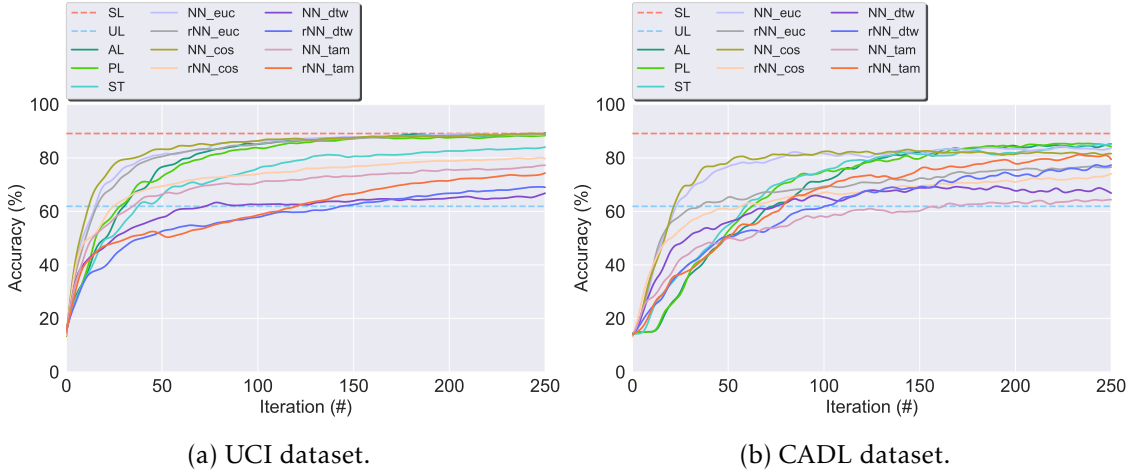 SL NN_euc NN_dtw
UL rNN_euc rNN_dtw
AL NN_cos NN_tam
PL rNN_cos rNN_tam
ST
100
80
60
40
20
0
Accuracy (%)
0 50 100 150 200 250
Iteration (#)
(a) UCI dataset.
SL NN_euc NN_dtw
UL rNN_euc rNN_dtw
AL NN_cos NN_tam
PL rNN_cos rNN_tam
ST
100
80
60
40
20
0
Accuracy (%)
0 50 100 150 200 250
Iteration (#)
(b) CADL dataset.